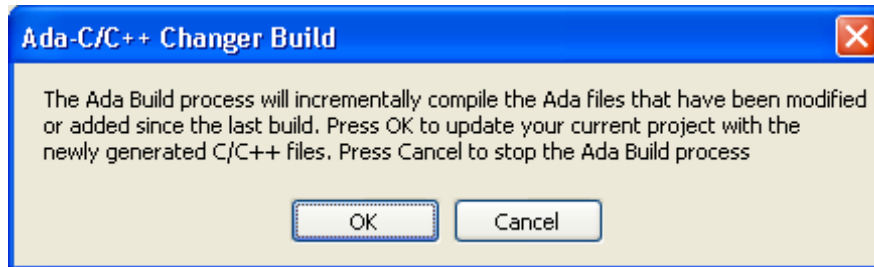 Ada-C/C++ Changer Build
The Ada Build process will incrementally compile the Ada files that have been modified
or added since the last build. Press OK to update your current project with the
newly generated C/C++ files. Press Cancel to stop the Ada Build process
OK
Cancel